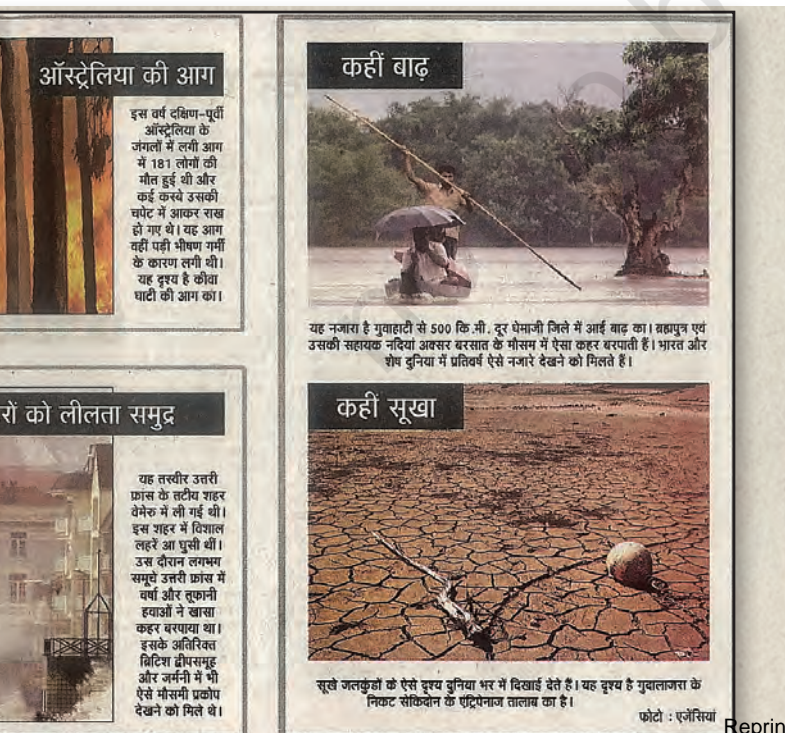 ऑस्ट्रेलिया की आग
इस वर्ष दक्षिण-पूर्वी
ऑस्ट्रेलिया के
जंगलों में लगी आग
में 181 लोगों की
मौत हुई थी और
कई कस्बे उसकी
चपेट में आकर राख
हो गए थे। यह आग
वहीं पड़ी भीषण गर्मी
के कारण लगी थी।
यह दृश्य है कीवा
घाटी की आग का।
रों को लीलता समुद्र
यह तस्वीर उत्तरी
फ्रांस के तटीय शहर
वेमेरु में ली गई थी।
इस शहर में विशाल
लहरें आ घुसी थीं।
उस दौरान लगभग
समूचे उत्तरी फ्रांस में
वर्षा और तूफानी
हवाओं ने खासा
कहर बरपाया था।
इसके अतिरिक्त
ब्रिटिश द्वीपसमूह
और जर्मनी में भी
ऐसे मौसमी प्रकोप
देखने को मिले थे।
कहीं बाढ़
यह नजारा है गुवाहाटी से 500 कि.मी. दूर धेमाजी जिले में आई बाढ़ का। ब्रह्मपुत्र एवं
उसकी सहायक नदियां अक्सर बरसात के मौसम में ऐसा कहर बरपाती हैं। भारत और
शेष दुनिया में प्रतिवर्ष ऐसे नजारे देखने को मिलते हैं।
कहीं सूखा
सूखे जलकुंडों के ऐसे दृश्य दुनिया भर में दिखाई देते हैं। यह दृश्य है गुदालाजरा के
निकट सेकिदोन के एंट्रिपेनाज तालाब का है।
फोटो : एजेंसियां
Reprin